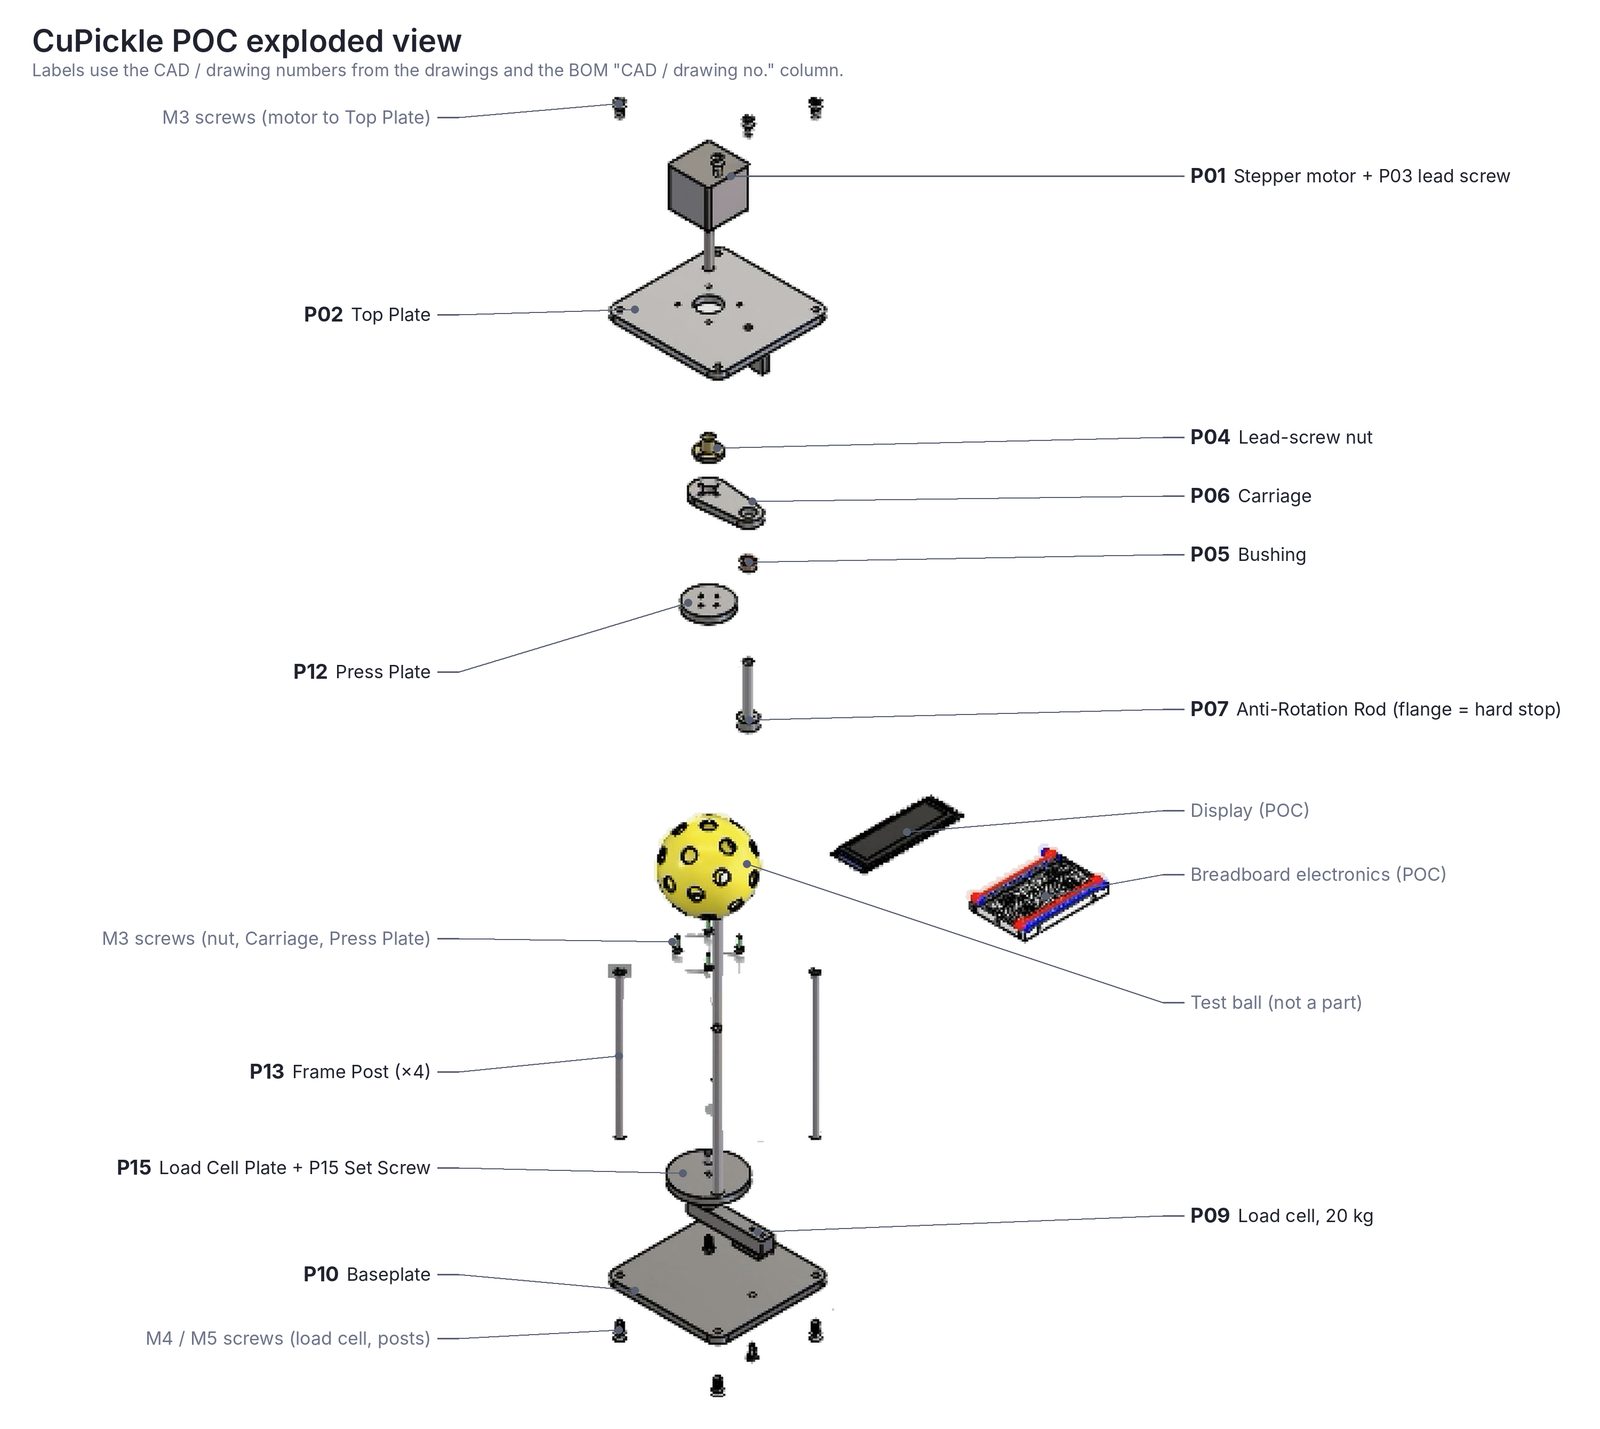 CuPickle POC exploded view
Labels use the CAD / drawing numbers from the drawings and the BOM "CAD / drawing no." column.
M3 screws (motor to Top Plate)
P01 Stepper motor + P03 lead screw
P02 Top Plate
P04 Lead-screw nut
P06 Carriage
P05 Bushing
P12 Press Plate
P07 Anti-Rotation Rod (flange = hard stop)
Display (POC)
Breadboard electronics (POC)
M3 screws (nut, Carriage, Press Plate)
Test ball (not a part)
P13 Frame Post (×4)
P15 Load Cell Plate + P15 Set Screw
P09 Load cell, 20 kg
P10 Baseplate
M4 / M5 screws (load cell, posts)